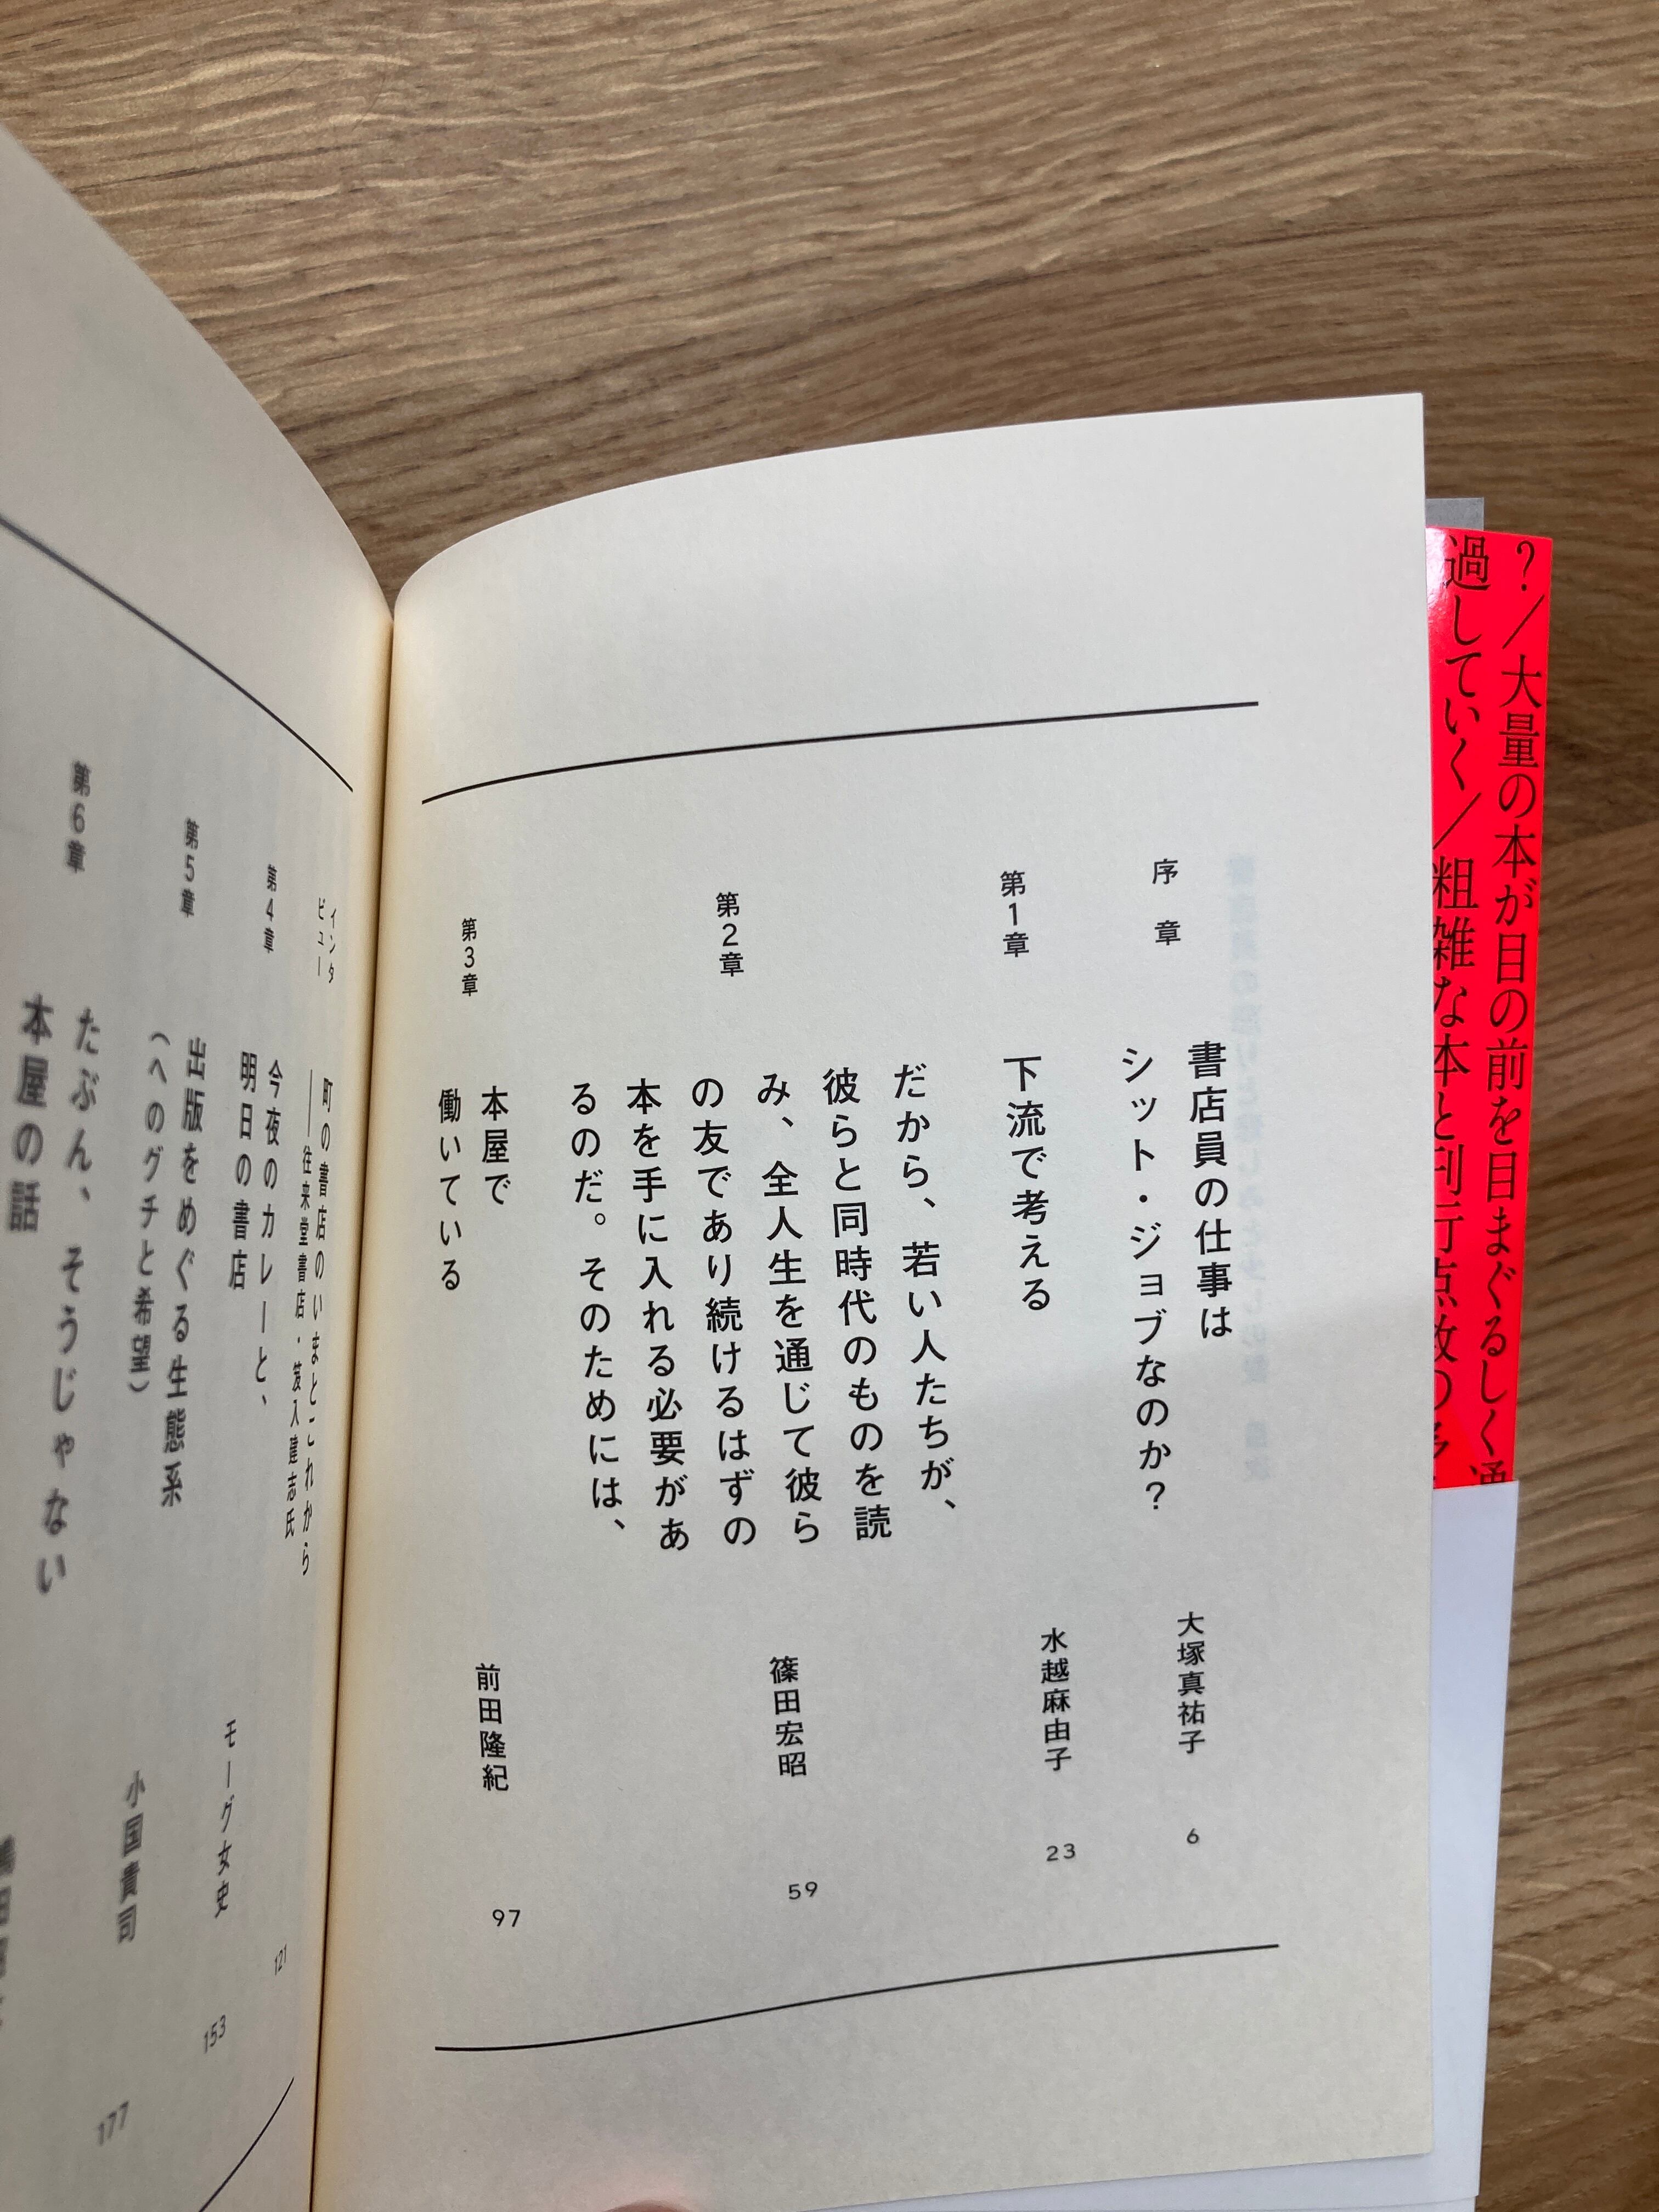 ?/大量の本が目の前を目まぐるしく通
過していく/粗雑な本と刊行点数の多
序 章
書店員の仕事は
シット・ジョブなのか?
大塚真祐子
6
第1章
下流で考える
水越麻由子
23
第2章
だから、若い人たちが、
彼らと同時代のものを読
み、全人生を通じて彼ら
の友であり続けるはずの
本を手に入れる必要があ
るのだ。そのためには、
篠田宏昭
59
第3章
本屋で
働いている
前田隆紀
97
インタ
ビュー
町の書店のいまとこれから
——往来堂書店・笈入建志氏
121
第4章
今夜のカレーと、
明日の書店
モーグ女史
153
第5章
出版をめぐる生態系
(へのグチと希望)
小国貴司
177
第6章
たぶん、そうじゃない
本屋の話